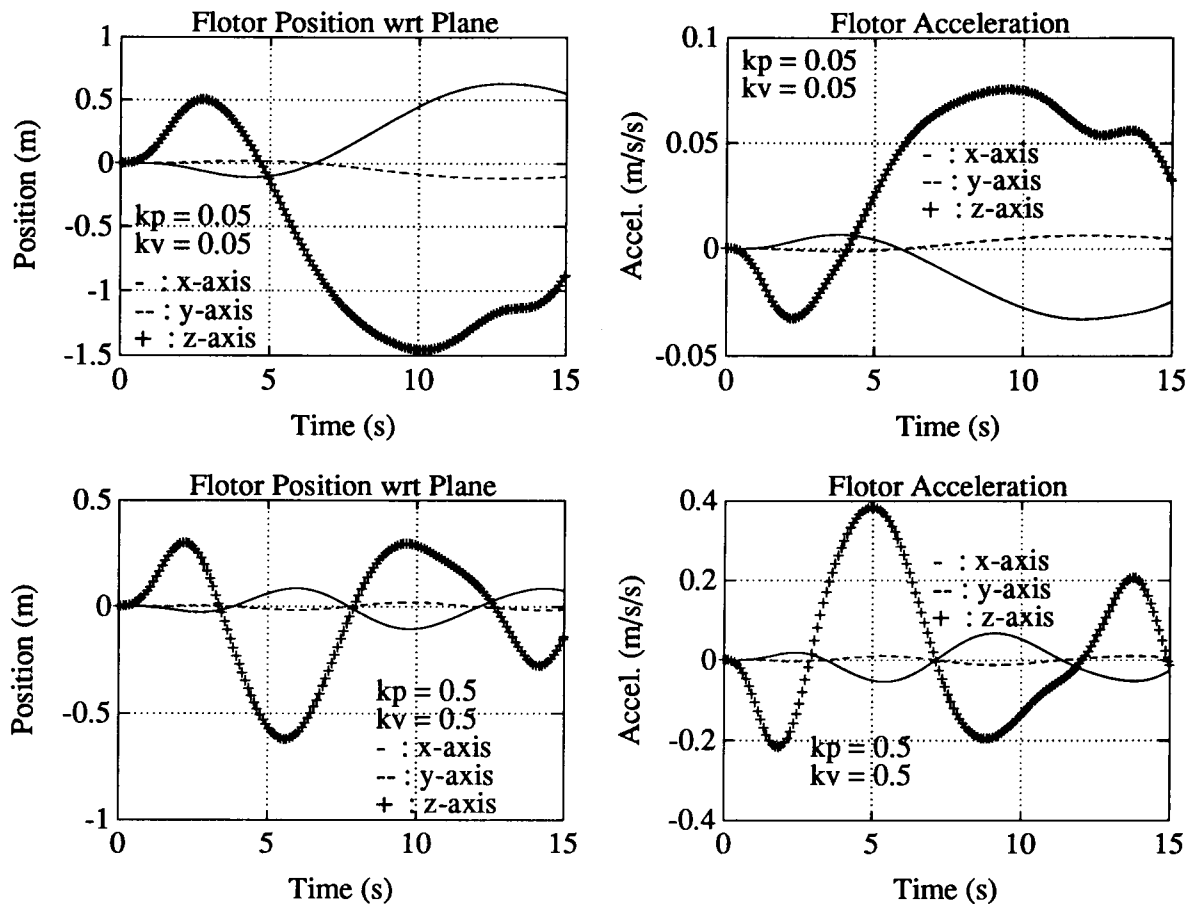 Flotor Position wrt Plane
1
0.5
0
-0.5
-1
-1.5
Position (m)
kp = 0.05
kv = 0.05
- : x-axis
-- : y-axis
+ : z-axis
0 5 10 15
Time (s)
Flotor Acceleration
0.1
0.05
0
-0.05
Accel. (m/s/s)
kp = 0.05
kv = 0.05
- : x-axis
-- : y-axis
+ : z-axis
0 5 10 15
Time (s)
Flotor Position wrt Plane
0.5
0
-0.5
-1
Position (m)
kp = 0.5
kv = 0.5
- : x-axis
-- : y-axis
+ : z-axis
0 5 10 15
Time (s)
Flotor Acceleration
0.4
0.2
0
-0.2
-0.4
Accel. (m/s/s)
- : x-axis
-- : y-axis
+ : z-axis
kp = 0.5
kv = 0.5
0 5 10 15
Time (s)